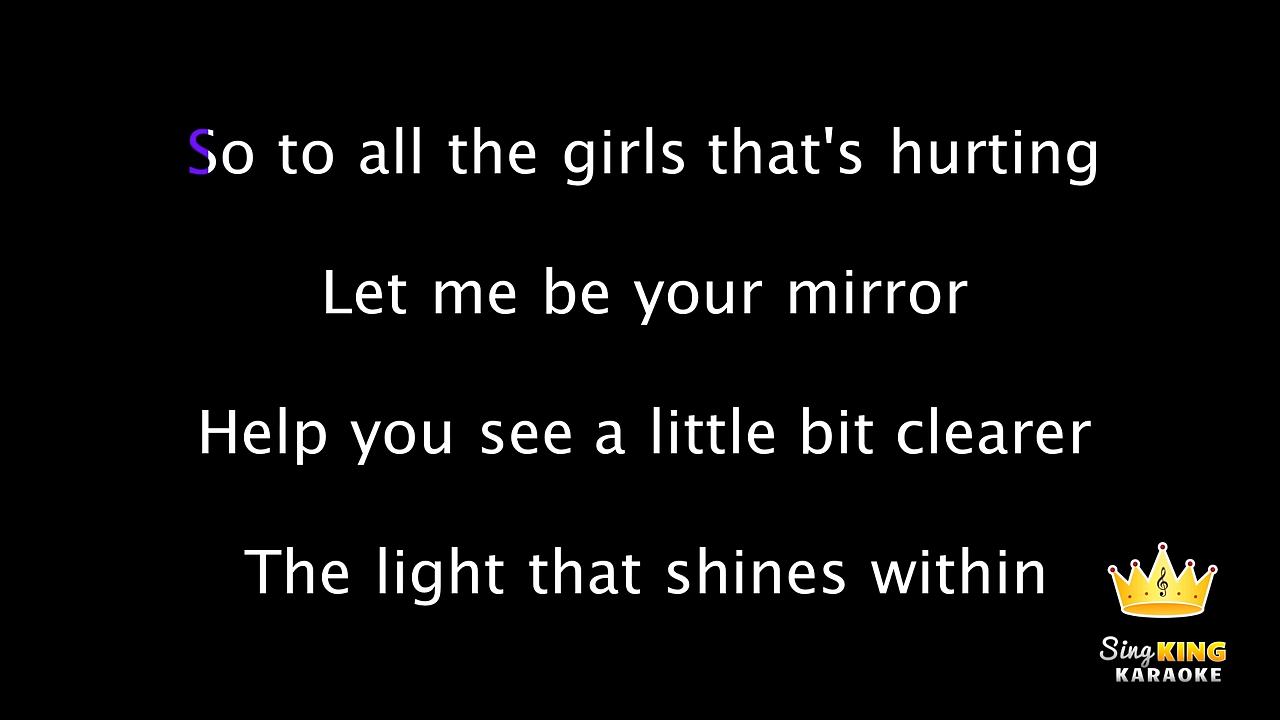 So to all the girls that's hurting
Let me be your mirror
Help you see a little bit clearer
The light that shines within
Sing KING
KARAOKE